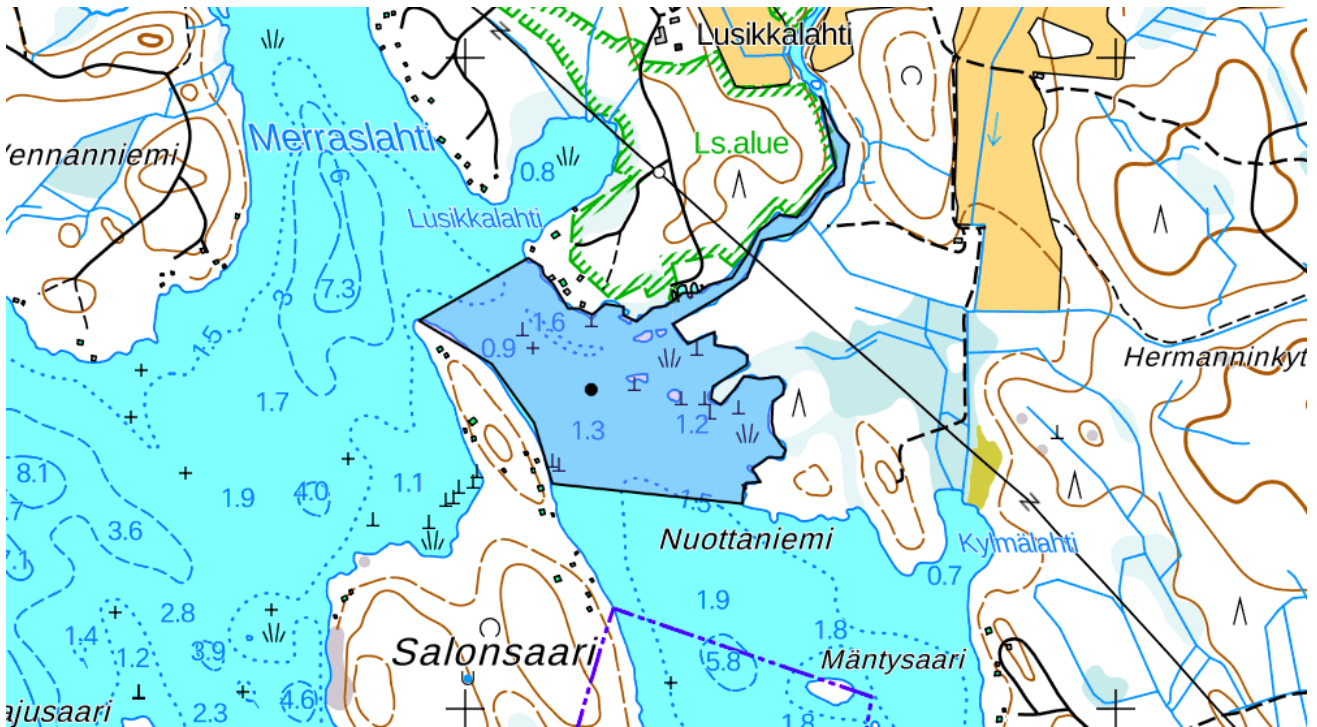 Lusikkalahti
Merraslahti
Ls.alue
0.8
Lusikkalahti
6
3
7.3
1.6
0.9
1.5
Hermanninkyt
1.7
1.3
1.2
8.1
1.9
4.0
1.1
1.5
3.6
Nuottaniemi
Kylmälahti
0.7
2.8
1.9
1.4
1.2
3.9
1.8
Salonsaari
5.8
Mäntysaari
4.6
ajusaari
2.3
1.8